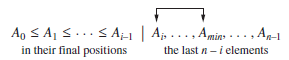 A₀ ≤ A₁ ≤ · · · ≤ Aᵢ₋₁ | Aᵢ, . . . , Aₘᵢₙ, . . . , Aₙ₋₁
in their final positions the last n – i elements